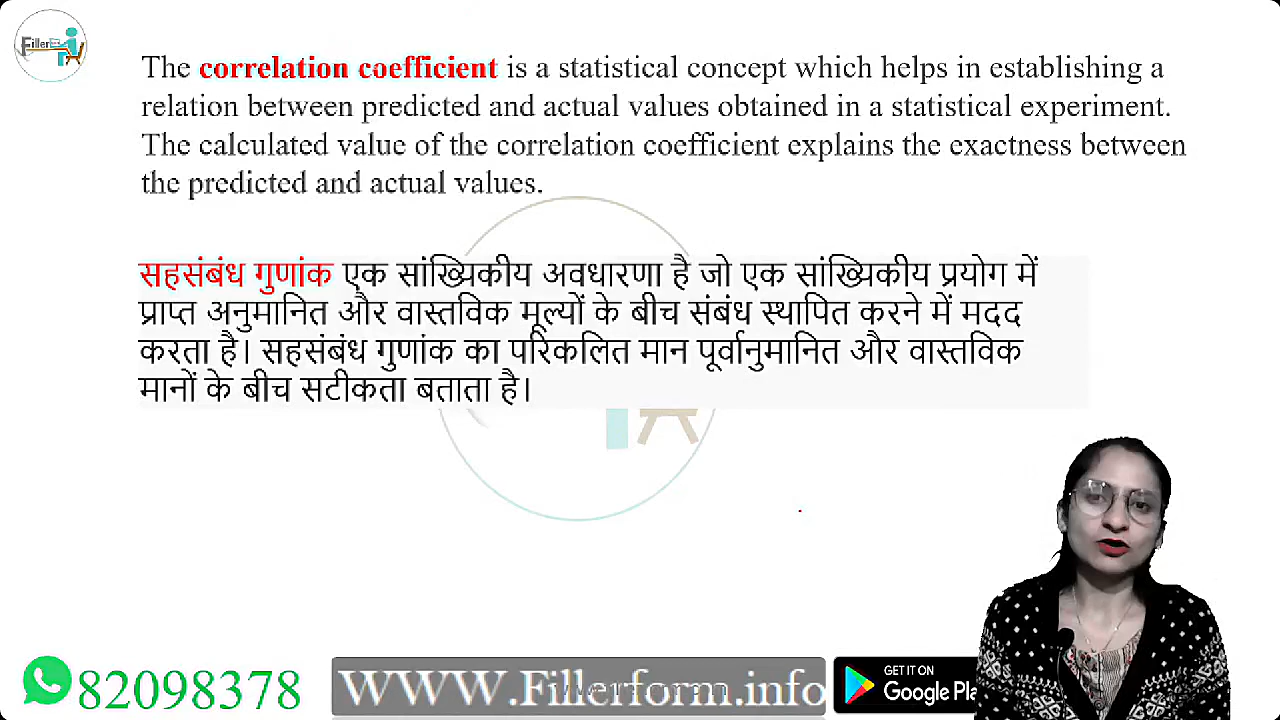 Fillerform
The correlation coefficient is a statistical concept which helps in establishing a
relation between predicted and actual values obtained in a statistical experiment.
The calculated value of the correlation coefficient explains the exactness between
the predicted and actual values.
सहसंबंध गुणांक एक सांख्यिकीय अवधारणा है जो एक सांख्यिकीय प्रयोग में
प्राप्त अनुमानित और वास्तविक मूल्यों के बीच संबंध स्थापित करने में मदद
करता है। सहसंबंध गुणांक का परिकलित मान पूर्वानुमानित और वास्तविक
मानों के बीच सटीकता बताता है।
82098378
WWW.Fillerform.info
GET IT ON
Google Pla